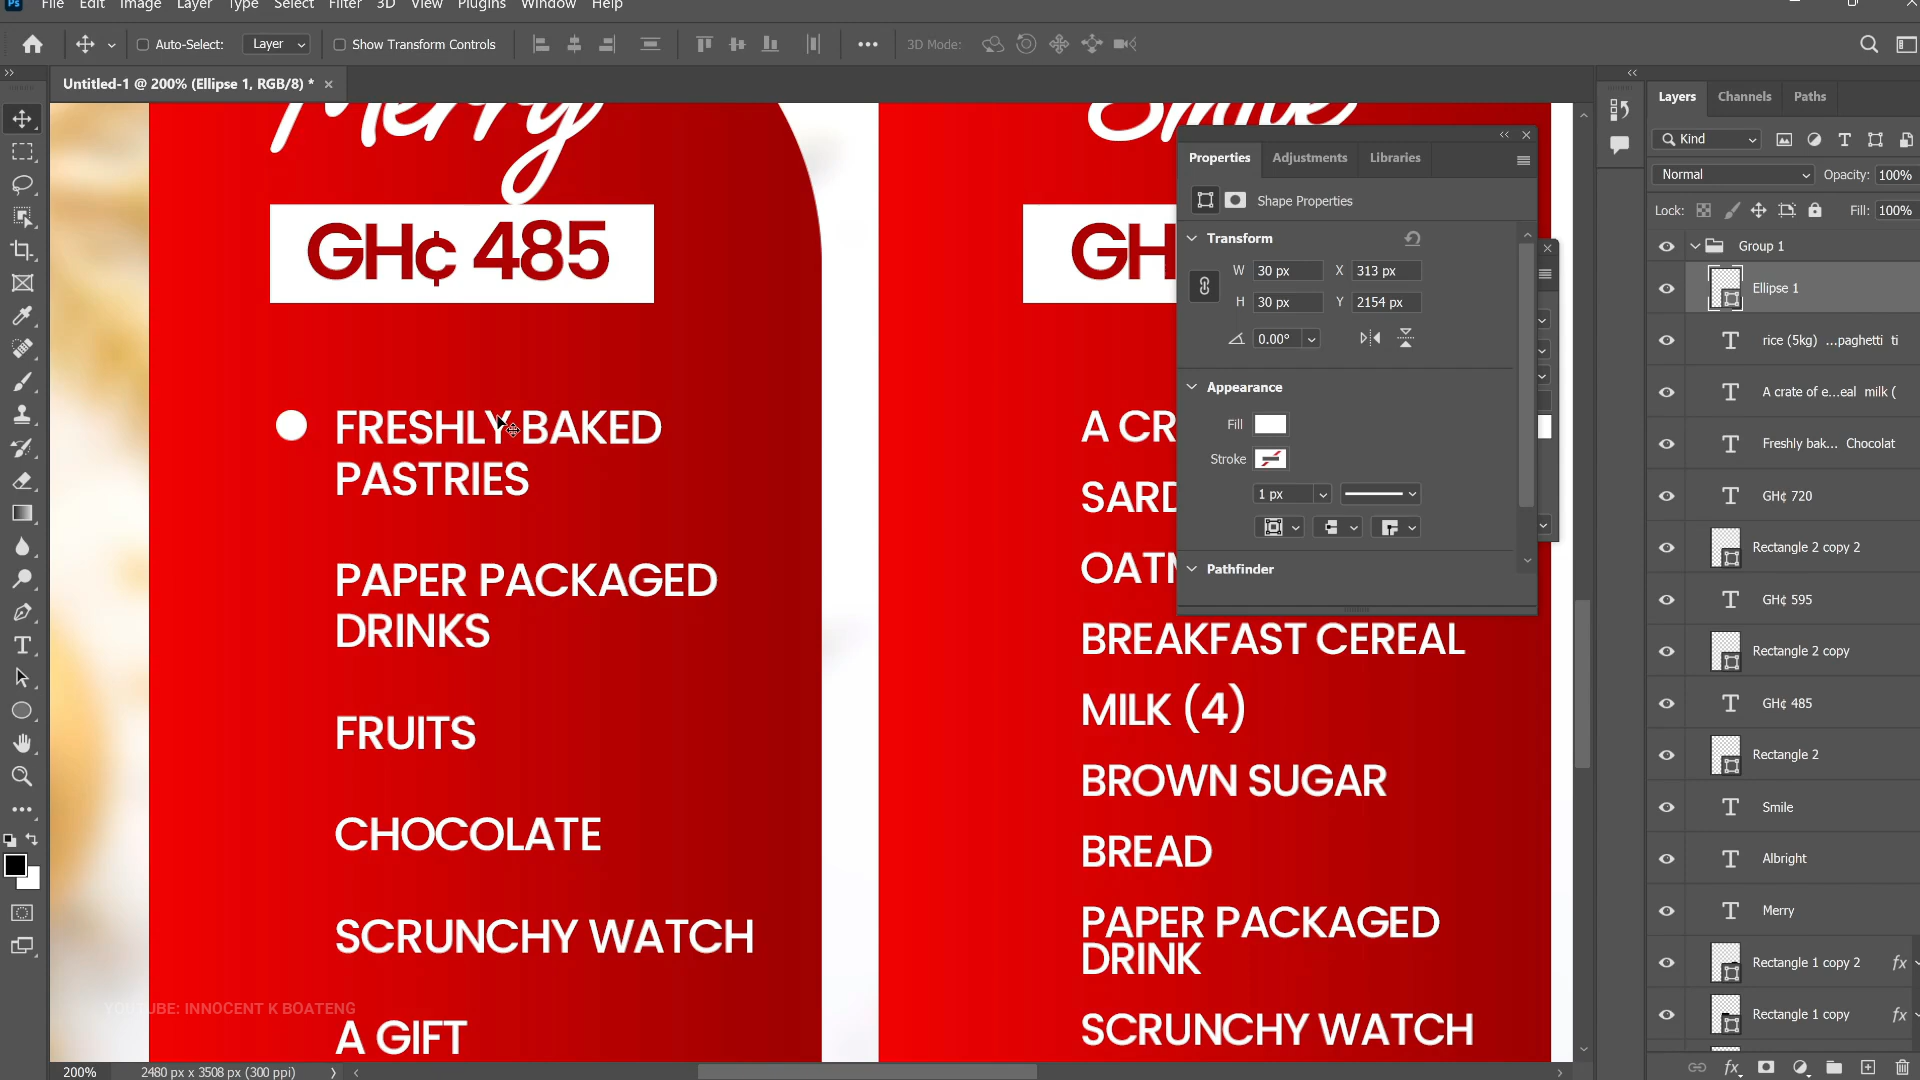 File Edit Image Layer Type Select Filter 3D View Plugins Window Help
Auto-Select: Layer Show Transform Controls 3D Mode:
Untitled-1 @ 200% (Ellipse 1, RGB/8) *
Merry
GH¢ 485
FRESHLY BAKED
PASTRIES
PAPER PACKAGED
DRINKS
FRUITS
CHOCOLATE
SCRUNCHY WATCH
A GIFT
YOUTUBE: INNOCENT K BOATENG
Smile
GH
A CR
SARD
OATM
BREAKFAST CEREAL
MILK (4)
BROWN SUGAR
BREAD
PAPER PACKAGED
DRINK
SCRUNCHY WATCH
Properties Adjustments Libraries
Shape Properties
Transform
W 30 px X 313 px
H 30 px Y 2154 px
0.00°
Appearance
Fill
Stroke
1 px
Pathfinder
Layers Channels Paths
Kind
Normal Opacity: 100%
Lock: Fill: 100%
Group 1
Ellipse 1
rice (5kg) ...paghetti ti
A crate of e...eal milk (
Freshly bak... Chocolat
GH¢ 720
Rectangle 2 copy 2
GH¢ 595
Rectangle 2 copy
GH¢ 485
Rectangle 2
Smile
Albright
Merry
Rectangle 1 copy 2 fx
Rectangle 1 copy fx
200% 2480 px x 3508 px (300 ppi)